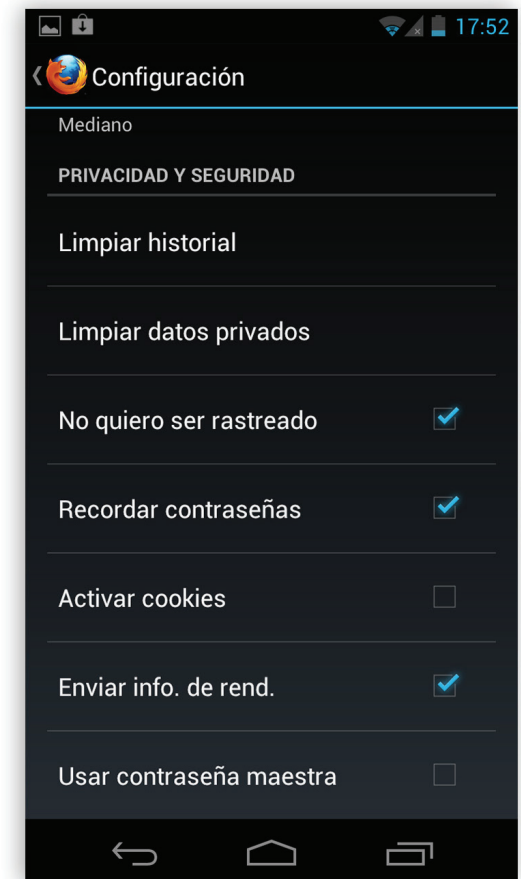 17:52
Configuración
Mediano
PRIVACIDAD Y SEGURIDAD
Limpiar historial
Limpiar datos privados
No quiero ser rastreado
Recordar contraseñas
Activar cookies
Enviar info. de rend.
Usar contraseña maestra